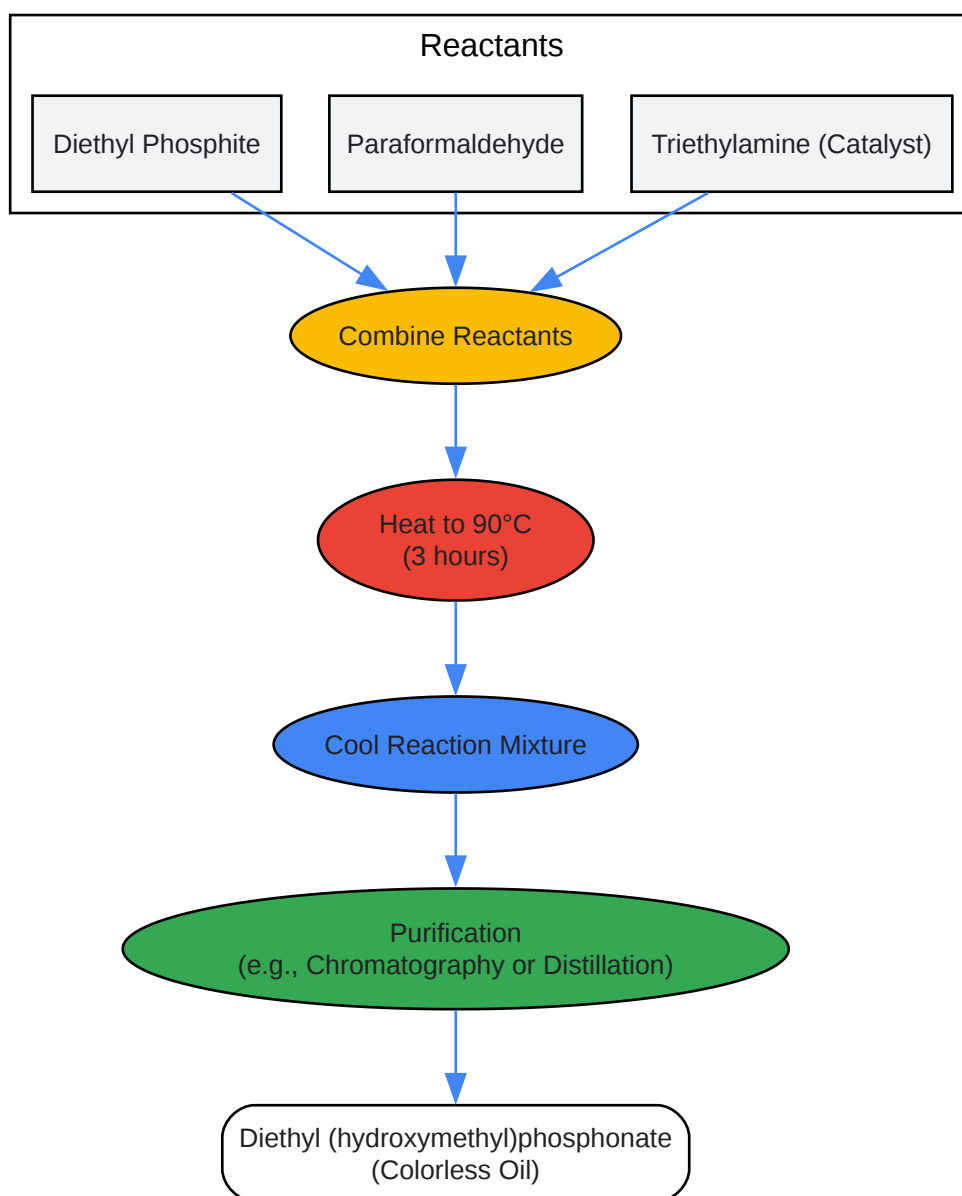 Reactants
Diethyl Phosphite
Paraformaldehyde
Triethylamine (Catalyst)
Combine Reactants
Heat to 90°C
(3 hours)
Cool Reaction Mixture
Purification
(e.g., Chromatography or Distillation)
Diethyl (hydroxymethyl)phosphonate
(Colorless Oil)